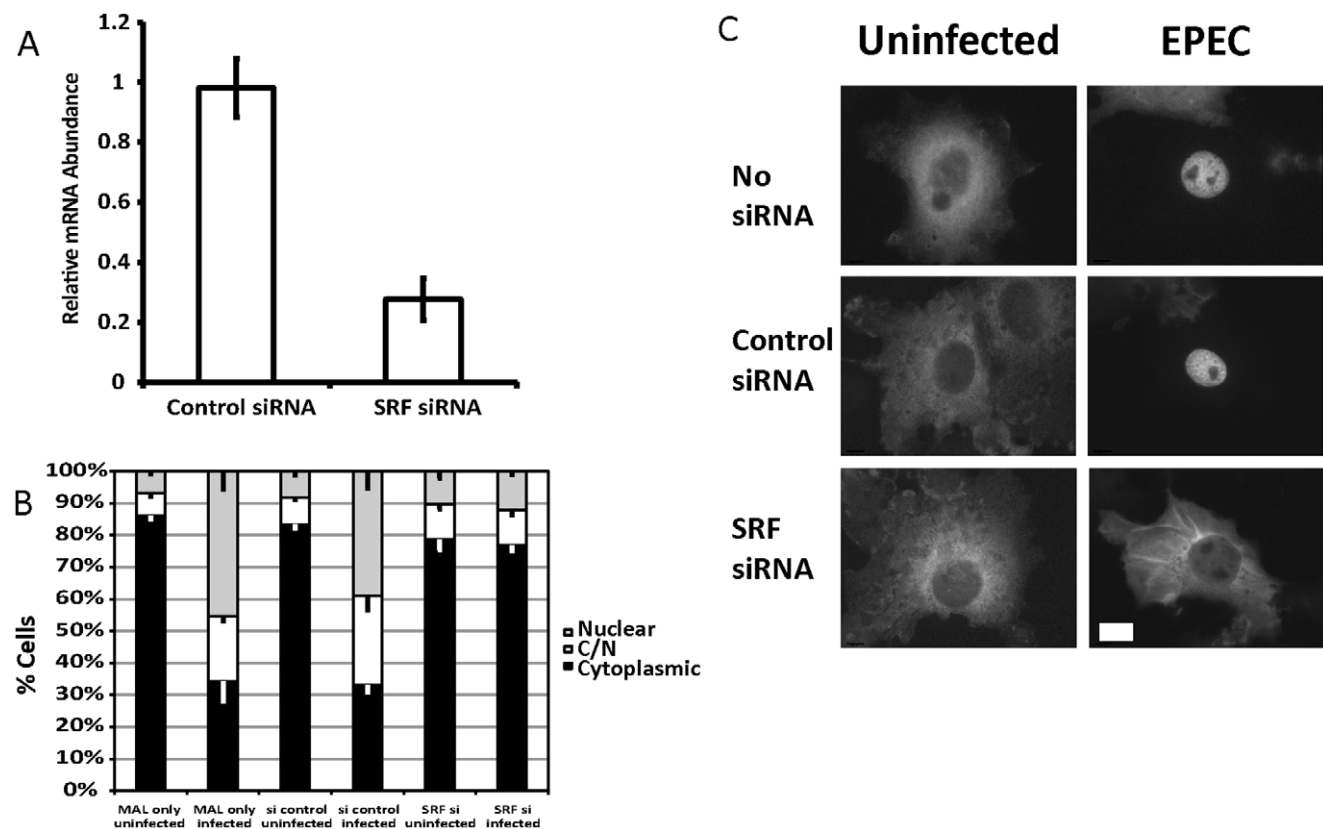 A
1.2
1
0.8
0.6
0.4
0.2
0
Relative mRNA Abundance
Control siRNA
SRF siRNA
B
100%
90%
80%
70%
60%
50%
40%
30%
20%
10%
0%
% Cells
MAL only uninfected
MAL only infected
si control uninfected
si control infected
SRF si uninfected
SRF si infected
Nuclear
C/N
Cytoplasmic
C
Uninfected
EPEC
No
siRNA
Control
siRNA
SRF
siRNA